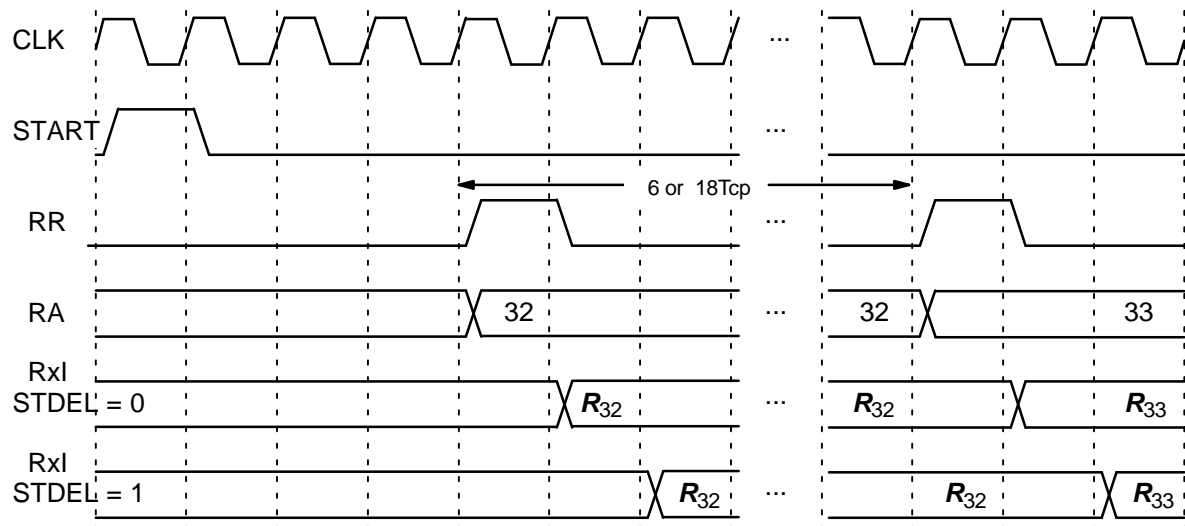 CLK ...
START ...
6 or 18Tcp
RR ...
RA 32 ... 32 33
RxI
STDEL = 0 R32 ... R32 R33
RxI
STDEL = 1 R32 ... R32 R33